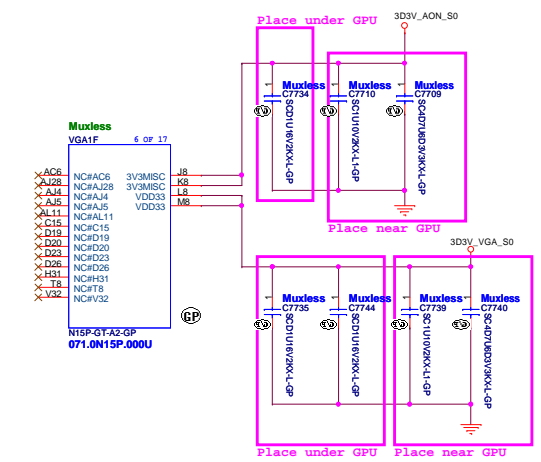 Place under GPU
3D3V_AON_S0
Muxless
C7734
SCD1U16V2KX-L-GP
Muxless
C7710
SC1U10V2KX-L1-GP
Muxless
C7709
SC4D7U6D3V3KX-L-GP
Place near GPU
Muxless
VGA1F
6 OF 17
AC6
AJ28
AJ4
AJ5
AL11
C15
D19
D20
D23
D26
H31
T8
V32
NC#AC6
NC#AJ28
NC#AJ4
NC#AJ5
NC#AL11
NC#C15
NC#D19
NC#D20
NC#D23
NC#D26
NC#H31
NC#T8
NC#V32
3V3MISC
3V3MISC
VDD33
VDD33
J8
K8
L8
M8
GP
N15P-GT-A2-GP
071.0N15P.000U
3D3V_VGA_S0
Muxless
C7735
SCD1U16V2KX-L-GP
Muxless
C7744
SCD1U16V2KX-L-GP
Muxless
C7739
SC1U10V2KX-L1-GP
Muxless
C7740
SC4D7U6D3V3KX-L-GP
Place under GPU
Place near GPU